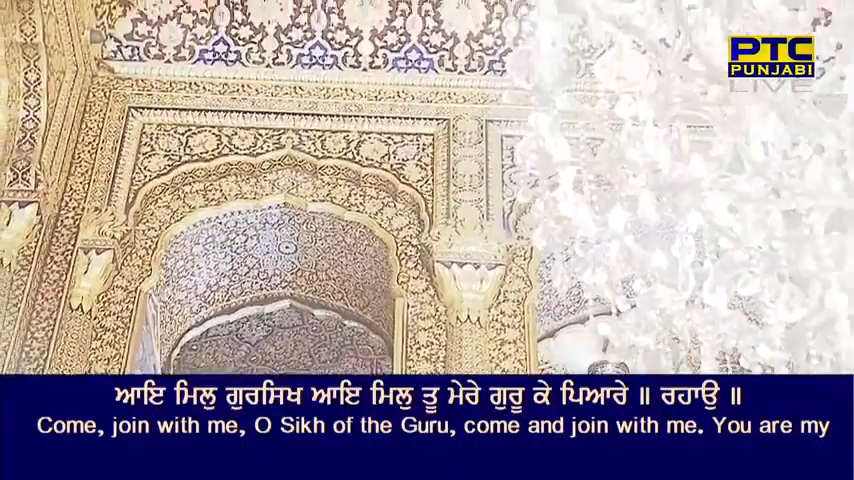 PTC
PUNJABI
LIVE
ਆਇ ਮਿਲੁ ਗੁਰਸਿਖ ਆਇ ਮਿਲੁ ਤੂ ਮੇਰੇ ਗੁਰੂ ਕੇ ਪਿਆਰੇ ॥ ਰਹਾਉ ॥
Come, join with me, O Sikh of the Guru, come and join with me. You are my